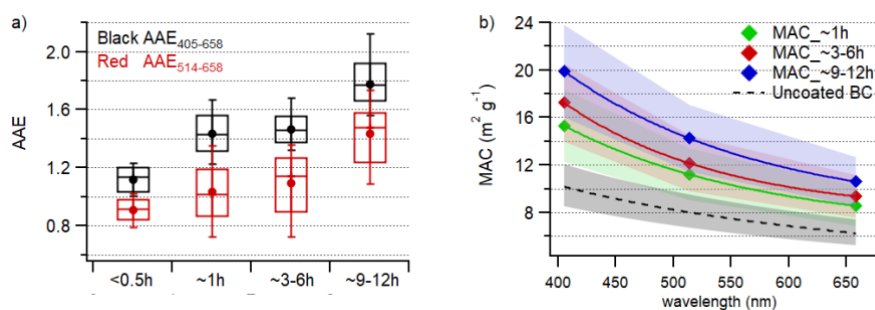 a)
Black AAE405-658
Red AAE514-658
AAE
2.0
1.6
1.2
0.8
<0.5h
~1h
~3-6h
~9-12h
b)
MAC_~1h
MAC_~3-6h
MAC_~9-12h
Uncoated BC
MAC (m² g⁻¹)
24
20
16
12
8
400
450
500
550
600
650
wavelength (nm)